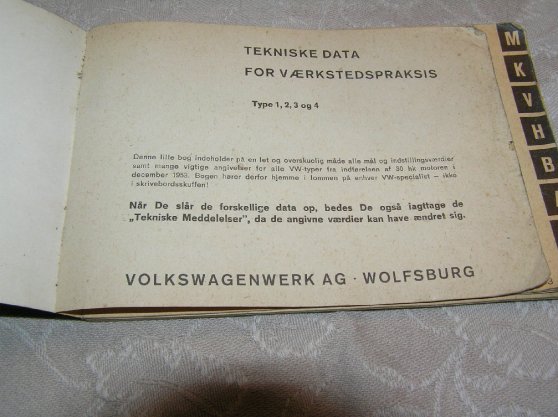 TEKNISKE DATA
FOR VÆRKSTEDSPRAKSIS
Type 1, 2, 3 og 4
Denne lille bog indeholder på en let og overskuelig måde alle mål og indstillingsværdier
samt mange vigtige angivelser for alle VW-typer fra indførelsen af 30 hk motoren i
december 1953. Bogen hører derfor hjemme i lommen på enhver VW-specialist – ikke
i skrivebordsskuffen!
Når De slår de forskellige data op, bedes De også iagttage de
„Tekniske Meddelelser", da de angivne værdier kan have ændret sig.
VOLKSWAGENWERK AG · WOLFSBURG
M
K
V
H
B